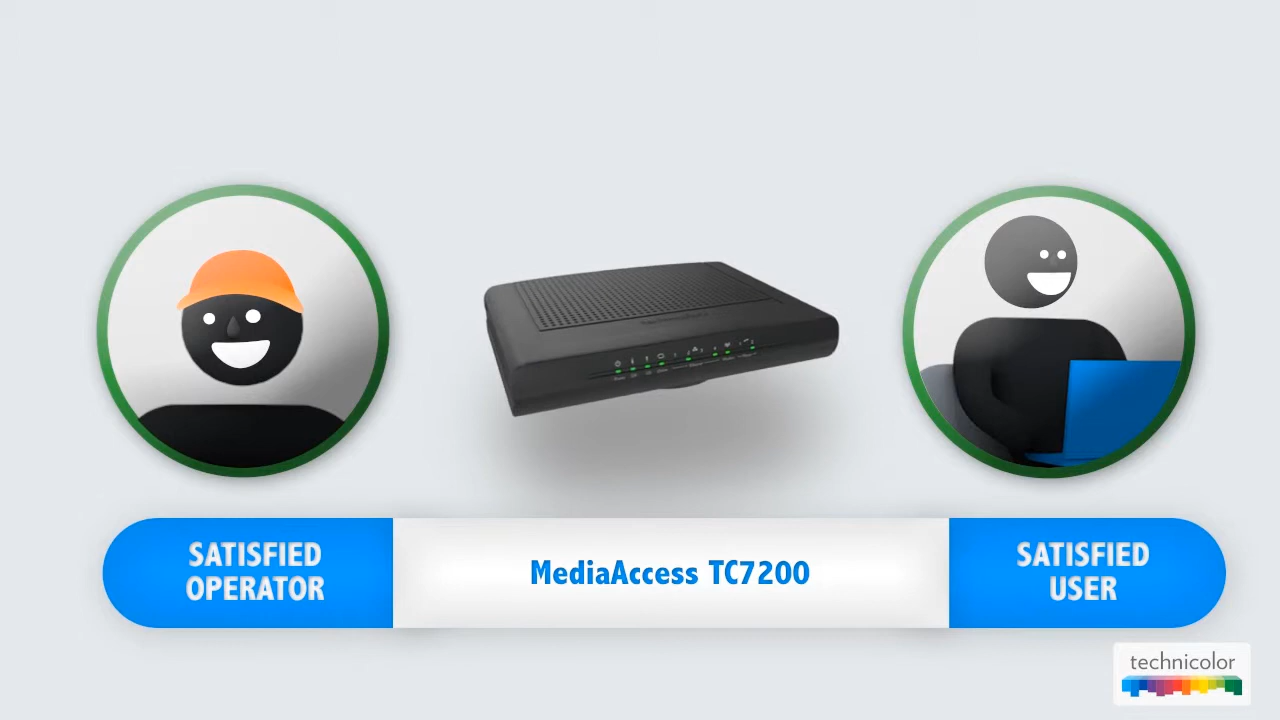 SATISFIED
OPERATOR
MediaAccess TC7200
SATISFIED
USER
technicolor